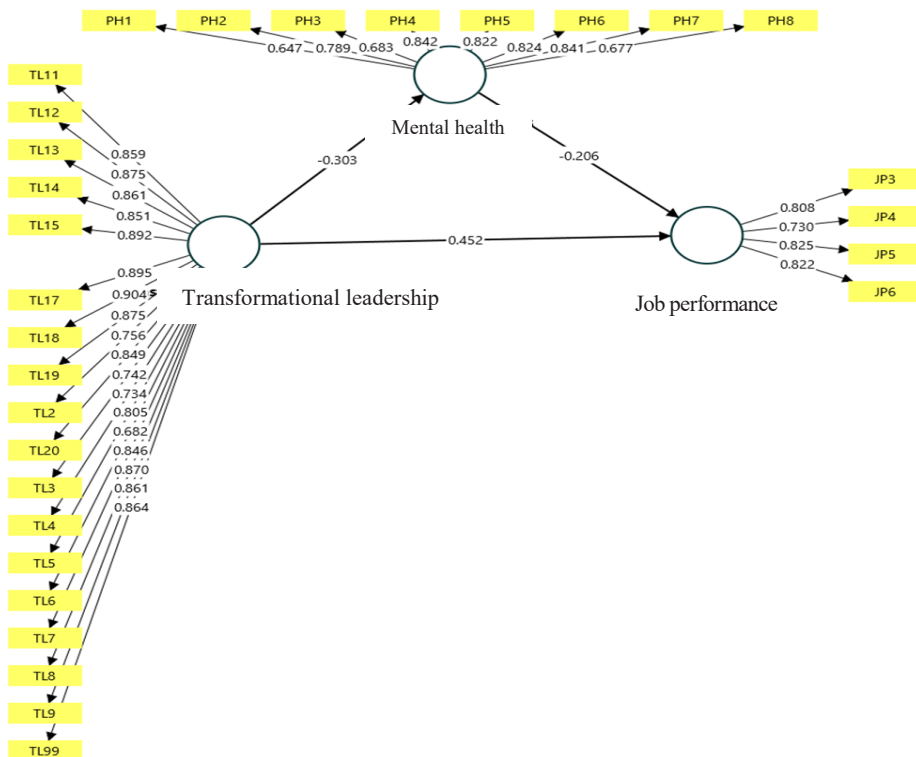 PH1 PH2 PH3 PH4 PH5 PH6 PH7 PH8
0.647 0.789 0.683 0.842 0.822 0.824 0.841 0.677
Mental health
TL11
TL12
TL13
TL14
TL15
0.859
0.875
0.861
0.851
0.892
-0.303
-0.206
0.452
JP3
JP4
JP5
JP6
0.808
0.730
0.825
0.822
Transformational leadership
Job performance
TL17
TL18
TL19
TL2
TL20
TL3
TL4
TL5
TL6
TL7
TL8
TL9
TL99
0.895
0.904
0.875
0.756
0.849
0.742
0.734
0.805
0.682
0.846
0.870
0.861
0.864